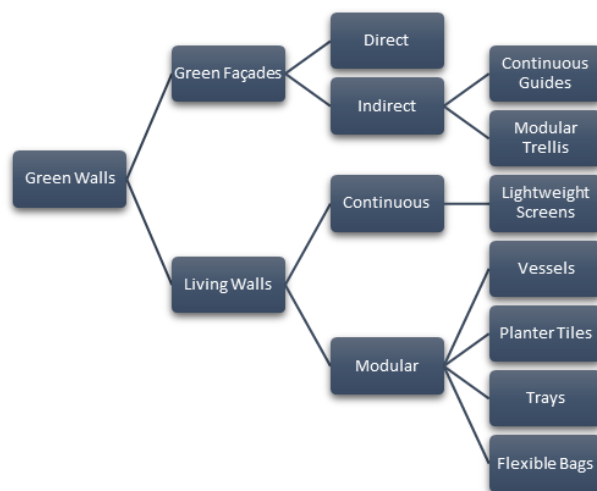 Green Walls
Green Façades
Direct
Indirect
Continuous
Guides
Modular
Trellis
Living Walls
Continuous
Lightweight
Screens
Modular
Vessels
Planter Tiles
Trays
Flexible Bags